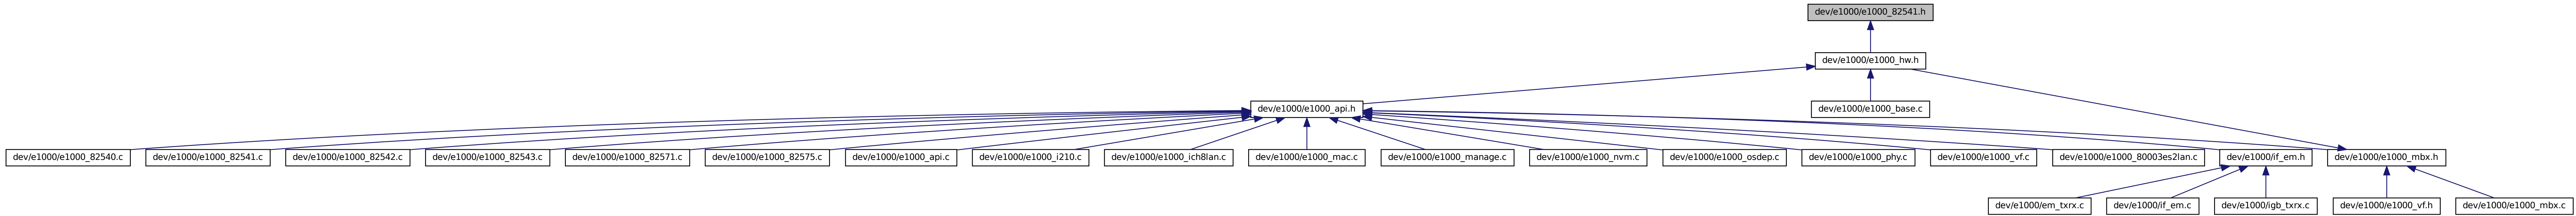 dev/e1000/e1000_82541.h
dev/e1000/e1000_hw.h
dev/e1000/e1000_api.h
dev/e1000/e1000_base.c
dev/e1000/e1000_82540.c
dev/e1000/e1000_82541.c
dev/e1000/e1000_82542.c
dev/e1000/e1000_82543.c
dev/e1000/e1000_82571.c
dev/e1000/e1000_82575.c
dev/e1000/e1000_api.c
dev/e1000/e1000_i210.c
dev/e1000/e1000_ich8lan.c
dev/e1000/e1000_mac.c
dev/e1000/e1000_manage.c
dev/e1000/e1000_nvm.c
dev/e1000/e1000_osdep.c
dev/e1000/e1000_phy.c
dev/e1000/e1000_vf.c
dev/e1000/e1000_80003es2lan.c
dev/e1000/if_em.h
dev/e1000/e1000_mbx.h
dev/e1000/em_txrx.c
dev/e1000/if_em.c
dev/e1000/igb_txrx.c
dev/e1000/e1000_vf.h
dev/e1000/e1000_mbx.c